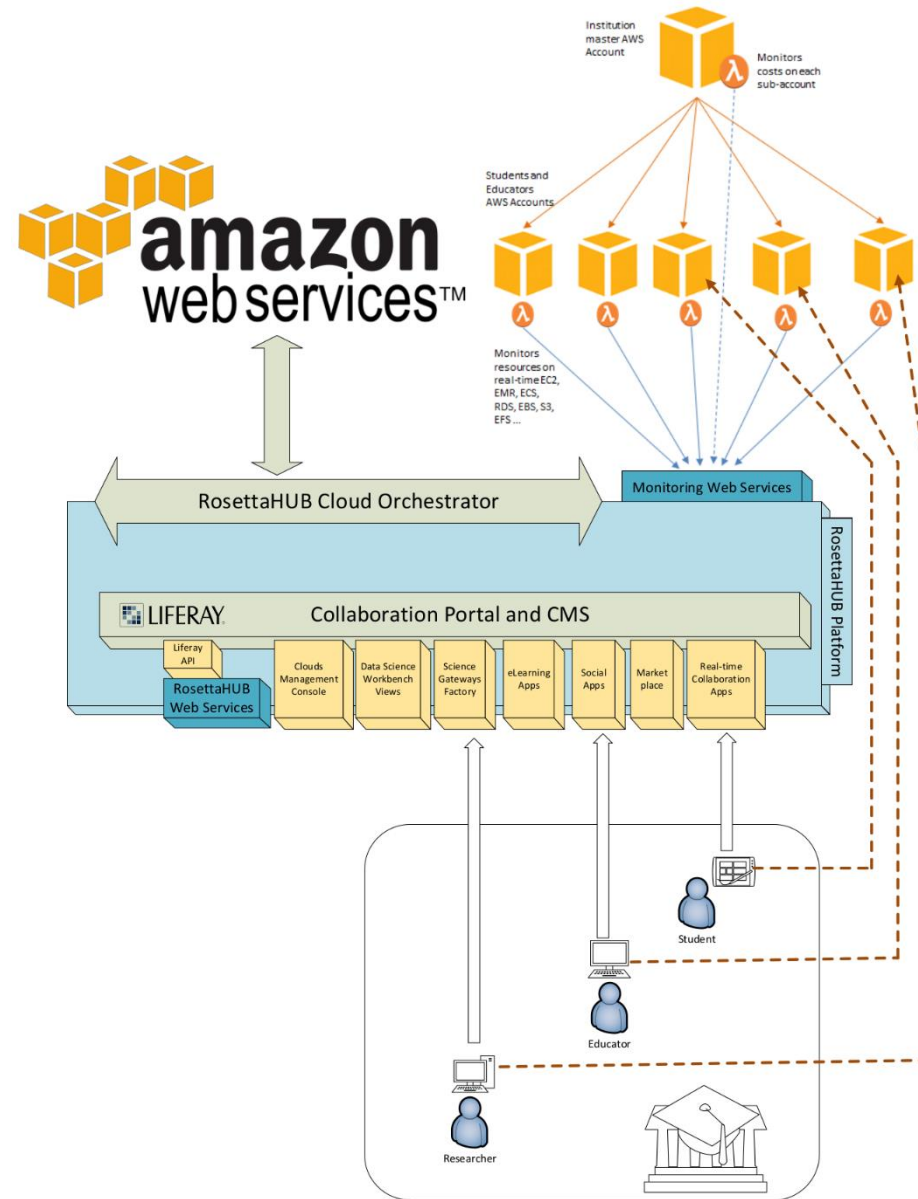 Institution
master AWS
Account
λ
Monitors
costs on each
sub-account
amazon
web services™
Students and
Educators
AWS Accounts
λ
λ
λ
λ
λ
Monitors
resources on
real-time EC2,
EMR, ECS,
RDS, EBS, S3,
EFS ...
RosettaHUB Cloud Orchestrator
Monitoring Web Services
RosettaHUB Platform
LIFERAY.
Collaboration Portal and CMS
Liferay
API
RosettaHUB
Web Services
Clouds
Management
Console
Data Science
Workbench
Views
Science
Gateways
Factory
eLearning
Apps
Social
Apps
Market
place
Real-time
Collaboration
Apps
Student
Educator
Researcher